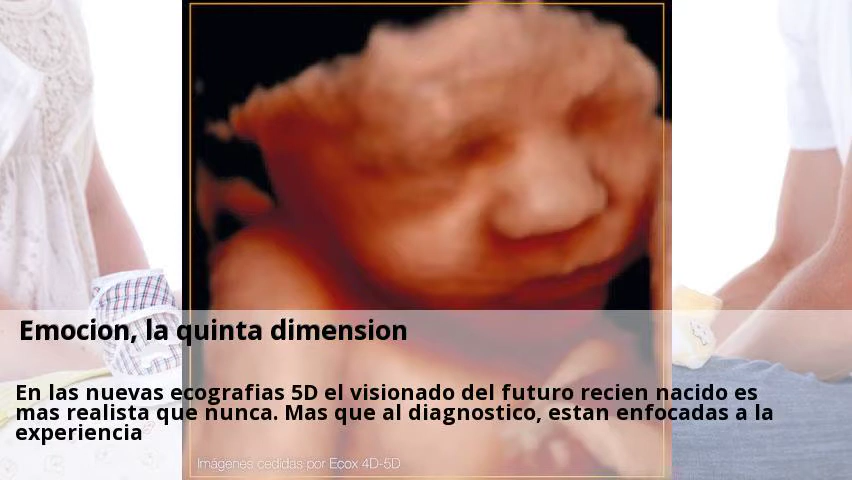 Emocion, la quinta dimension
En las nuevas ecografias 5D el visionado del futuro recien nacido es
mas realista que nunca. Mas que al diagnostico, estan enfocadas a la
experiencia
Imágenes cedidas por Ecox 4D-5D